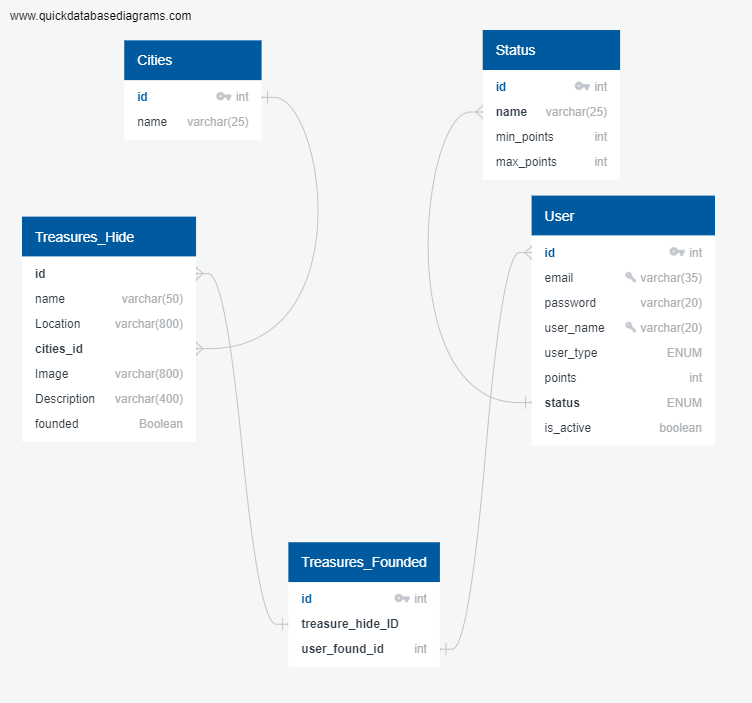 www.quickdatabasediagrams.com
Cities
id int
name varchar(25)
Status
id int
name varchar(25)
min_points int
max_points int
Treasures_Hide
id
name varchar(50)
Location varchar(800)
cities_id
Image varchar(800)
Description varchar(400)
founded Boolean
User
id int
email varchar(35)
password varchar(20)
user_name varchar(20)
user_type ENUM
points int
status ENUM
is_active boolean
Treasures_Founded
id int
treasure_hide_ID
user_found_id int